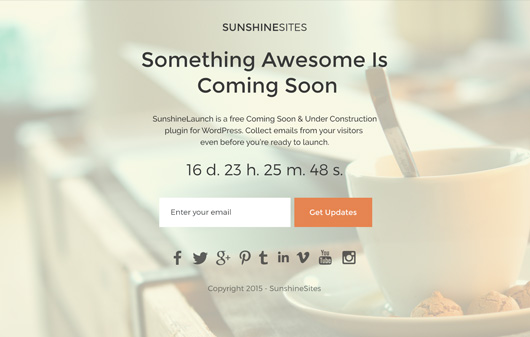 SUNSHINESITES
Something Awesome Is
Coming Soon
SunshineLaunch is a free Coming Soon & Under Construction
plugin for WordPress. Collect emails from your visitors
even before you're ready to launch.
16 d. 23 h. 25 m. 48 s.
Enter your email
Get Updates
You
Tube
Copyright 2015 - SunshineSites